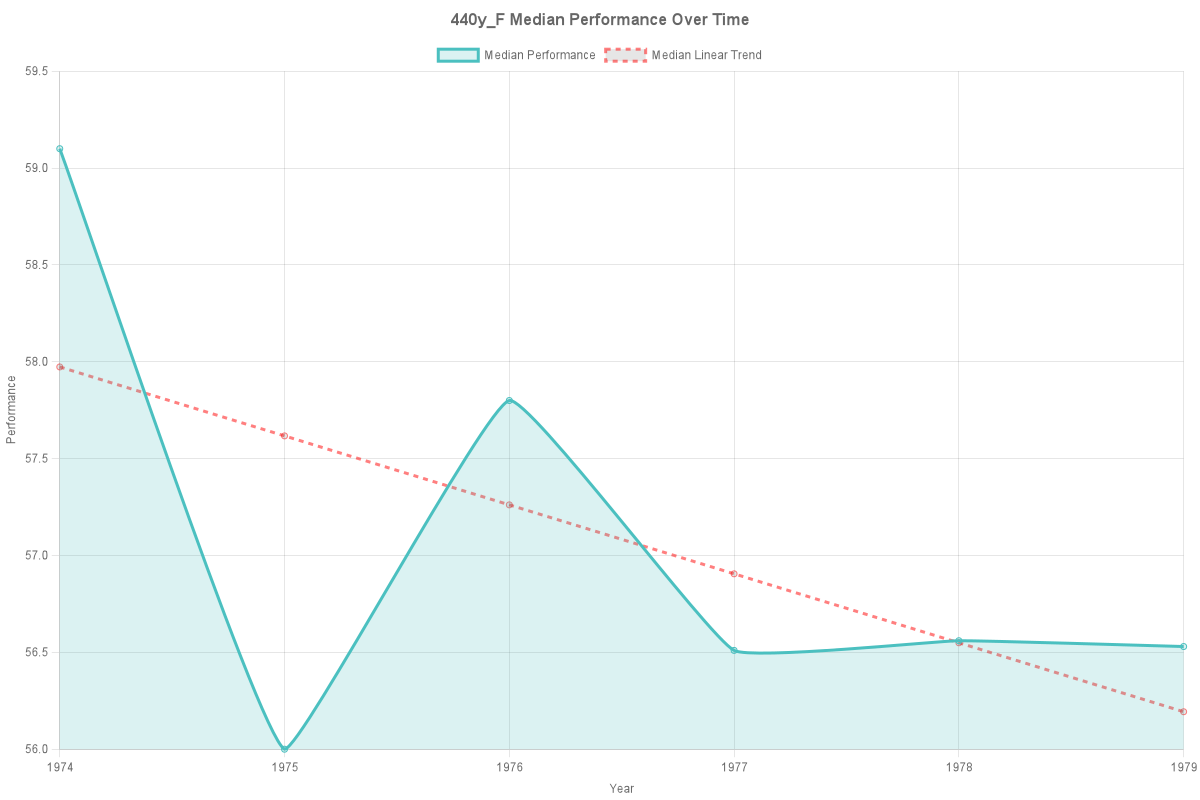 440y_F Median Performance Over Time
Median Performance Median Linear Trend
59.5
59.0
58.5
58.0
57.5
57.0
56.5
56.0
Performance
1974 1975 1976 1977 1978 1979
Year